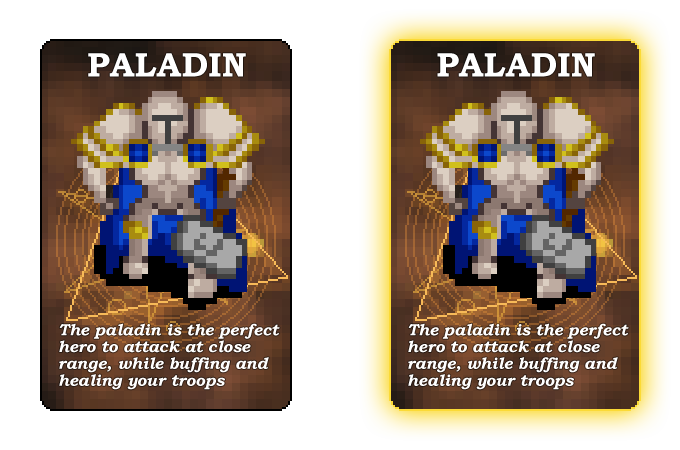 PALADIN
The paladin is the perfect
hero to attack at close
range, while buffing and
healing your troops
PALADIN
The paladin is the perfect
hero to attack at close
range, while buffing and
healing your troops